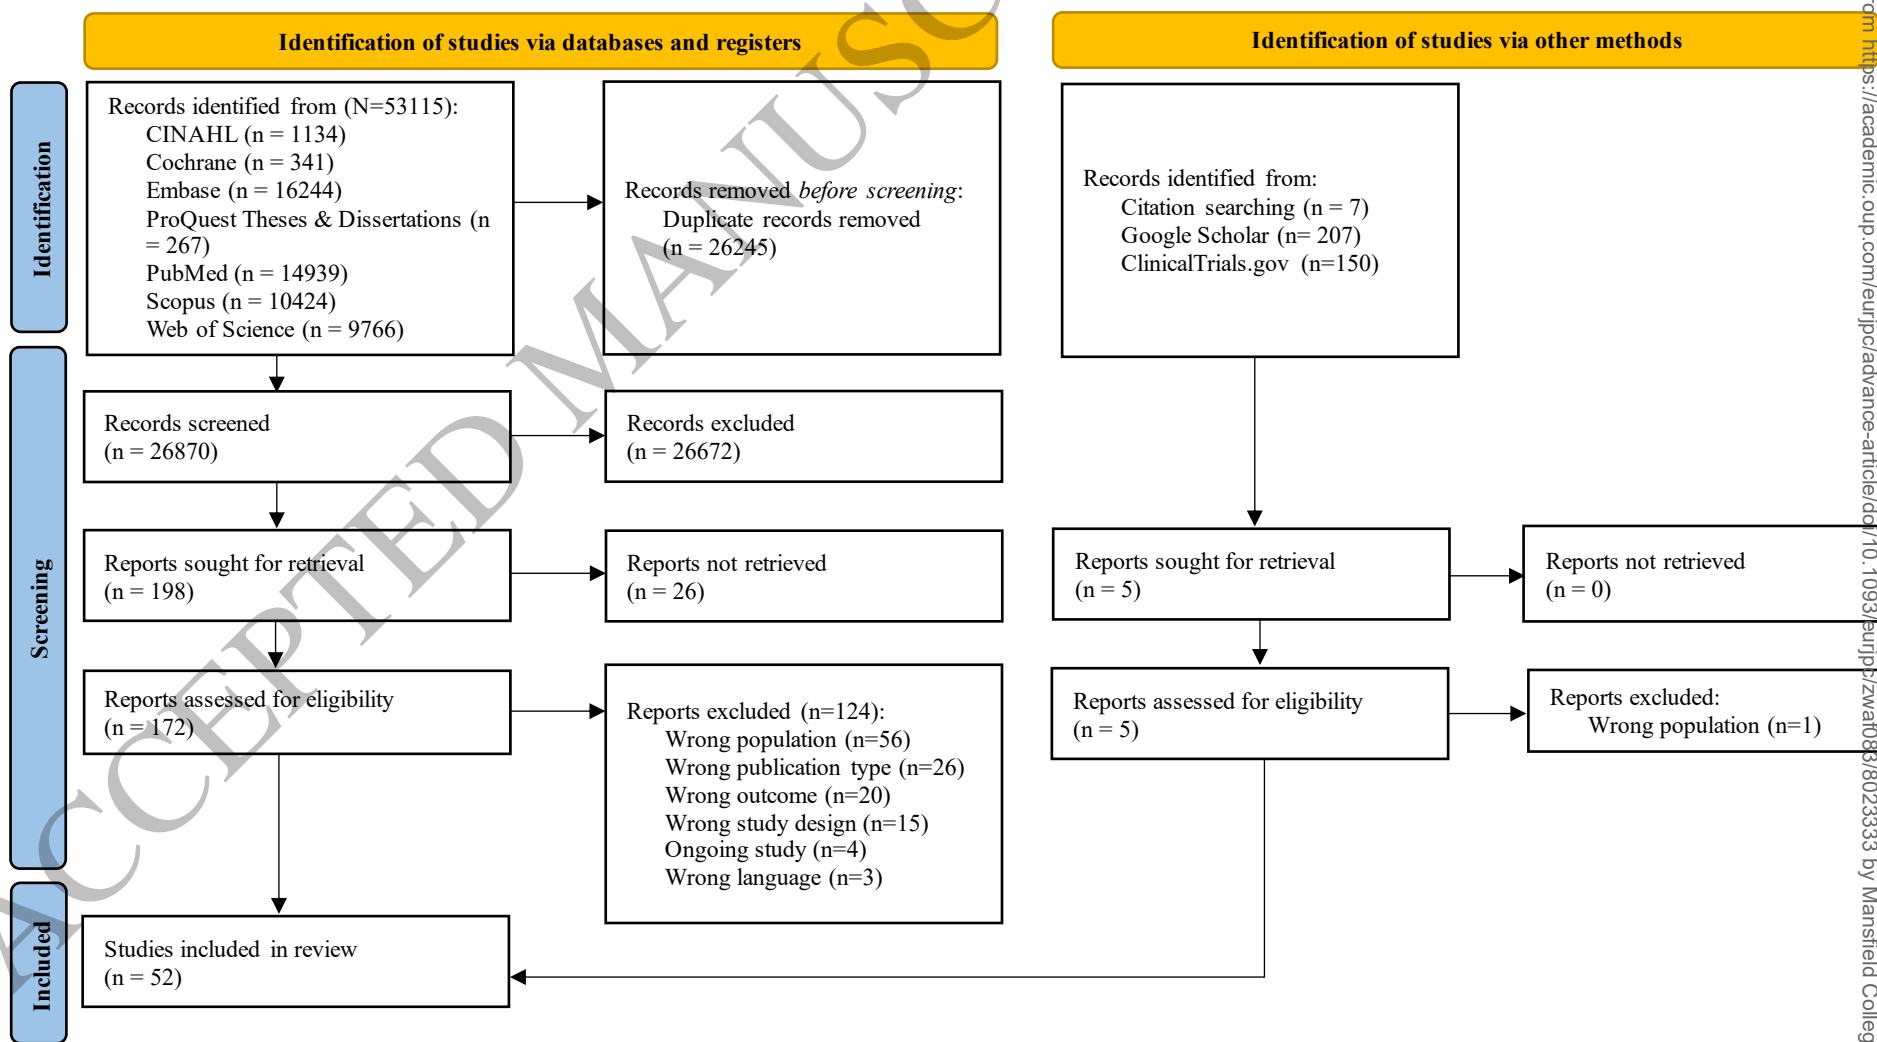 Identification of studies via databases and registers
Identification of studies via other methods
Identification
Records identified from (N=53115):
CINAHL (n = 1134)
Cochrane (n = 341)
Embase (n = 16244)
ProQuest Theses & Dissertations (n
= 267)
PubMed (n = 14939)
Scopus (n = 10424)
Web of Science (n = 9766)
Records removed before screening:
Duplicate records removed
(n = 26245)
Records identified from:
Citation searching (n = 7)
Google Scholar (n= 207)
ClinicalTrials.gov (n=150)
Screening
Records screened
(n = 26870)
Records excluded
(n = 26672)
Reports sought for retrieval
(n = 198)
Reports not retrieved
(n = 26)
Reports sought for retrieval
(n = 5)
Reports not retrieved
(n = 0)
Reports assessed for eligibility
(n = 172)
Reports excluded (n=124):
Wrong population (n=56)
Wrong publication type (n=26)
Wrong outcome (n=20)
Wrong study design (n=15)
Ongoing study (n=4)
Wrong language (n=3)
Reports assessed for eligibility
(n = 5)
Reports excluded:
Wrong population (n=1)
Included
Studies included in review
(n = 52)
ACCEPTED MANUSC
from https://academic.oup.com/eurjpc/advance-article/doi/10.1093/eurjpc/zwaf083/8023333 by Mansfield Colleg